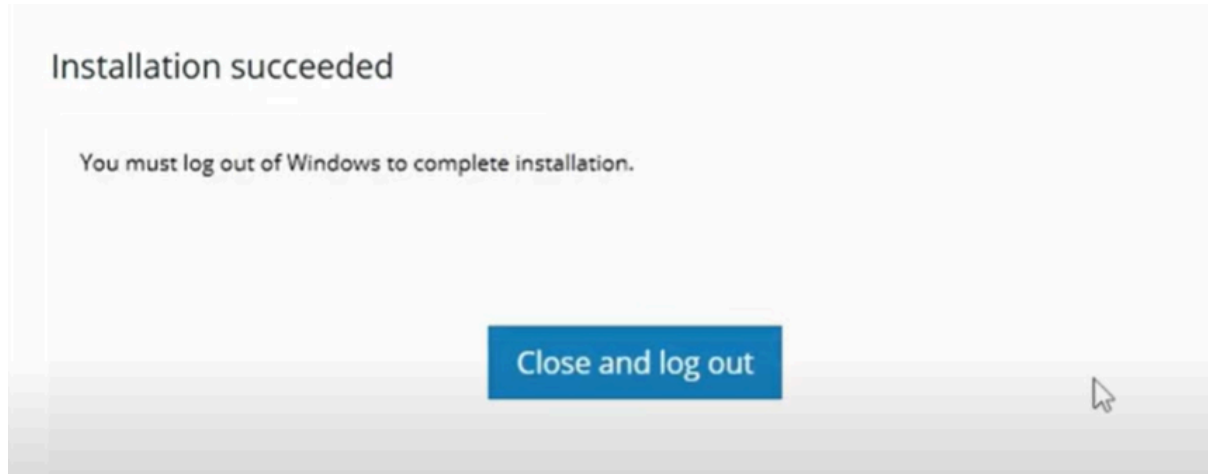 Installation succeeded
You must log out of Windows to complete installation.
Close and log out